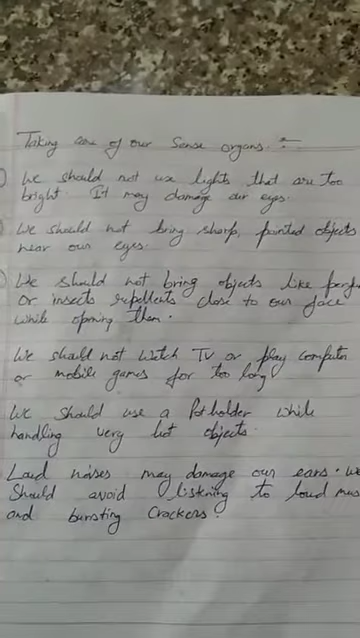 Taking care of our Sense organs :-
We should not use lights that are too
bright. It may damage our eyes.
We should not bring sharp, pointed objects
near our eyes.
We should not bring objects like
or insects repellents close to our face
while opening them.
We should not watch TV or play computer
or mobile games for too long
We should use a Potholder while
handling very hot objects.
Loud noises may damage our ears. We
should avoid listening to loud mus
and bursting crackers.